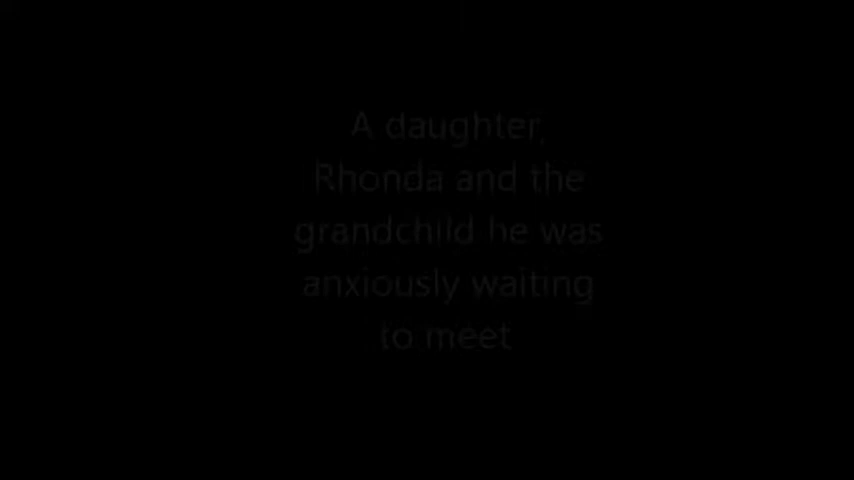 A daughter,
Rhonda and the
grandchild he was
anxiously waiting
to meet